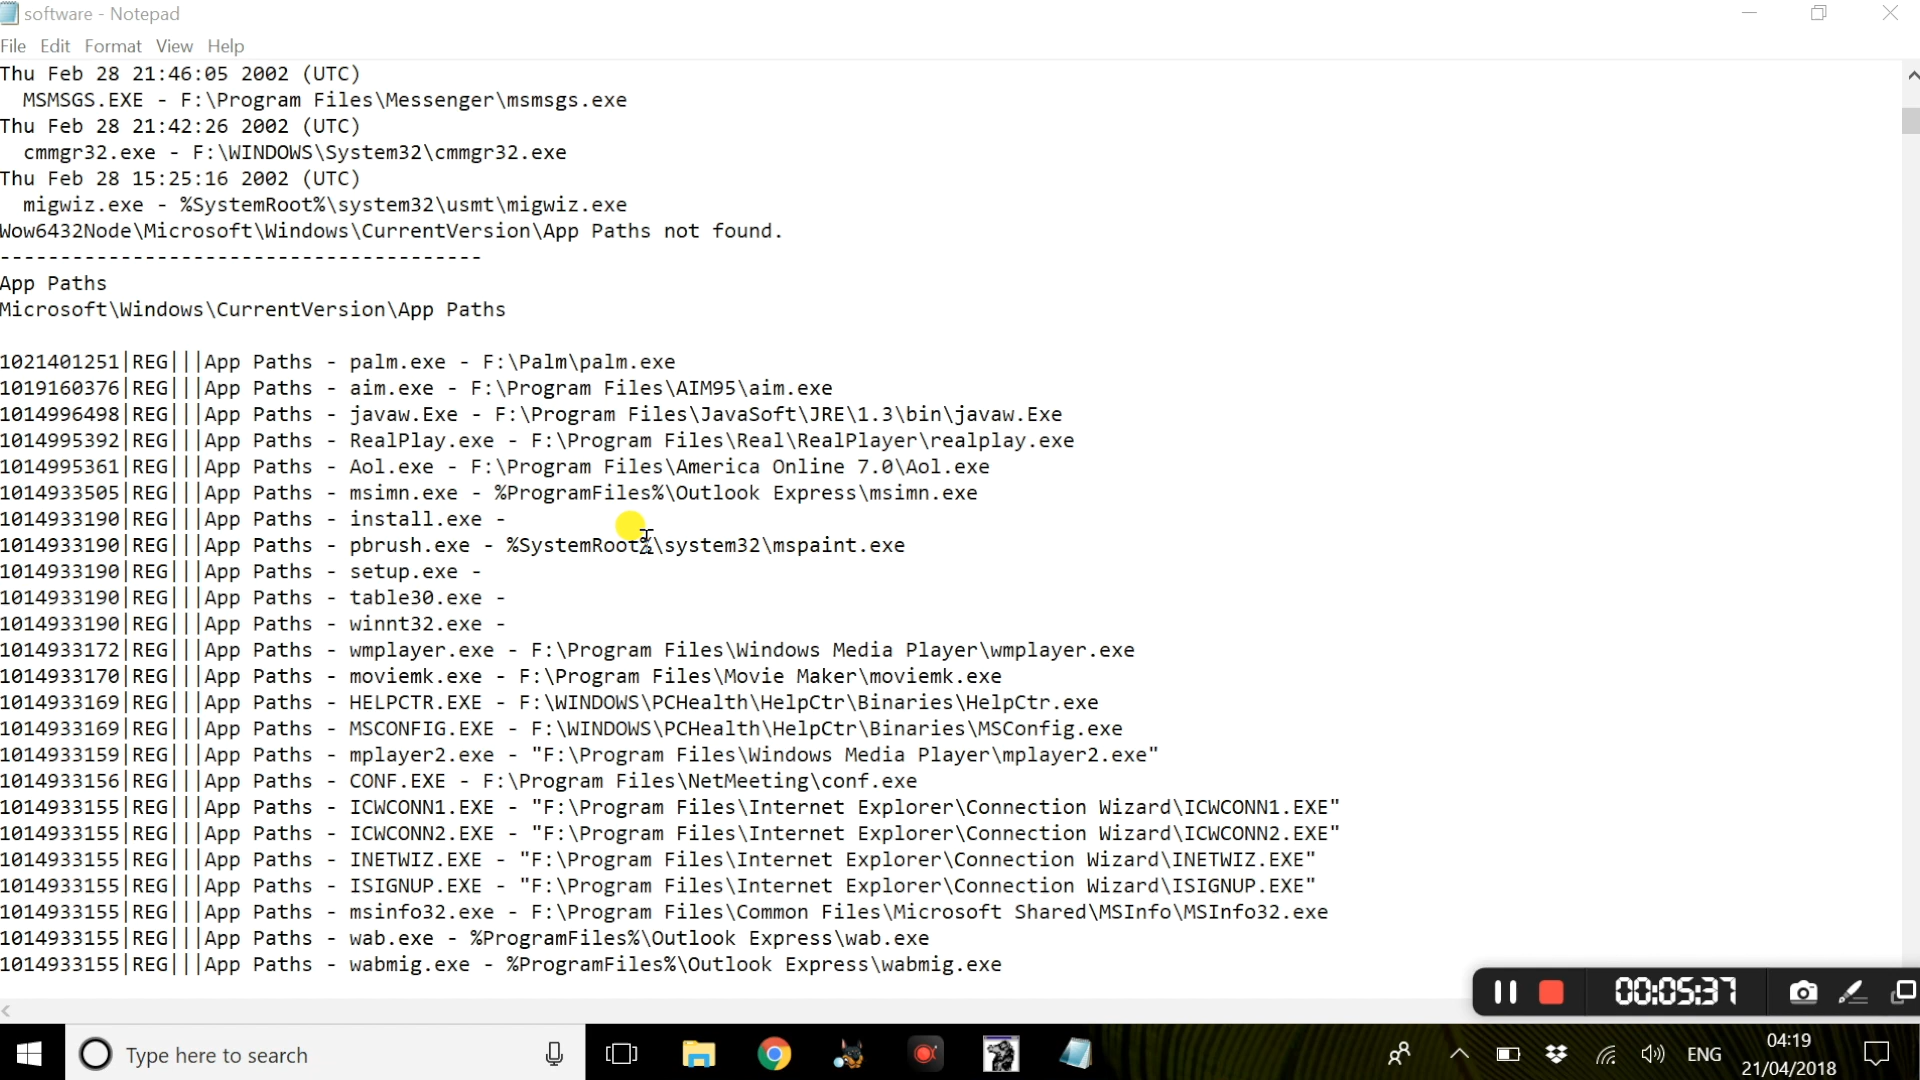 software - Notepad
File Edit Format View Help
Thu Feb 28 21:46:05 2002 (UTC)
MSMSGS.EXE - F:\Program Files\Messenger\msmsgs.exe
Thu Feb 28 21:42:26 2002 (UTC)
cmmgr32.exe - F:\WINDOWS\System32\cmmgr32.exe
Thu Feb 28 15:25:16 2002 (UTC)
migwiz.exe - %SystemRoot%\system32\usmt\migwiz.exe
Wow6432Node\Microsoft\Windows\CurrentVersion\App Paths not found.
----------------------------------------
App Paths
Microsoft\Windows\CurrentVersion\App Paths
1021401251|REG|||App Paths - palm.exe - F:\Palm\palm.exe
1019160376|REG|||App Paths - aim.exe - F:\Program Files\AIM95\aim.exe
1014996498|REG|||App Paths - javaw.Exe - F:\Program Files\JavaSoft\JRE\1.3\bin\javaw.Exe
1014995392|REG|||App Paths - RealPlay.exe - F:\Program Files\Real\RealPlayer\realplay.exe
1014995361|REG|||App Paths - Aol.exe - F:\Program Files\America Online 7.0\Aol.exe
1014933505|REG|||App Paths - msimn.exe - %ProgramFiles%\Outlook Express\msimn.exe
1014933190|REG|||App Paths - install.exe -
1014933190|REG|||App Paths - pbrush.exe - %SystemRoot%\system32\mspaint.exe
1014933190|REG|||App Paths - setup.exe -
1014933190|REG|||App Paths - table30.exe -
1014933190|REG|||App Paths - winnt32.exe -
1014933172|REG|||App Paths - wmplayer.exe - F:\Program Files\Windows Media Player\wmplayer.exe
1014933170|REG|||App Paths - moviemk.exe - F:\Program Files\Movie Maker\moviemk.exe
1014933169|REG|||App Paths - HELPCTR.EXE - F:\WINDOWS\PCHealth\HelpCtr\Binaries\HelpCtr.exe
1014933169|REG|||App Paths - MSCONFIG.EXE - F:\WINDOWS\PCHealth\HelpCtr\Binaries\MSConfig.exe
1014933159|REG|||App Paths - mplayer2.exe - "F:\Program Files\Windows Media Player\mplayer2.exe"
1014933156|REG|||App Paths - CONF.EXE - F:\Program Files\NetMeeting\conf.exe
1014933155|REG|||App Paths - ICWCONN1.EXE - "F:\Program Files\Internet Explorer\Connection Wizard\ICWCONN1.EXE"
1014933155|REG|||App Paths - ICWCONN2.EXE - "F:\Program Files\Internet Explorer\Connection Wizard\ICWCONN2.EXE"
1014933155|REG|||App Paths - INETWIZ.EXE - "F:\Program Files\Internet Explorer\Connection Wizard\INETWIZ.EXE"
1014933155|REG|||App Paths - ISIGNUP.EXE - "F:\Program Files\Internet Explorer\Connection Wizard\ISIGNUP.EXE"
1014933155|REG|||App Paths - msinfo32.exe - F:\Program Files\Common Files\Microsoft Shared\MSInfo\MSInfo32.exe
1014933155|REG|||App Paths - wab.exe - %ProgramFiles%\Outlook Express\wab.exe
1014933155|REG|||App Paths - wabmig.exe - %ProgramFiles%\Outlook Express\wabmig.exe
00:05:37
Type here to search
ENG
04:19
21/04/2018